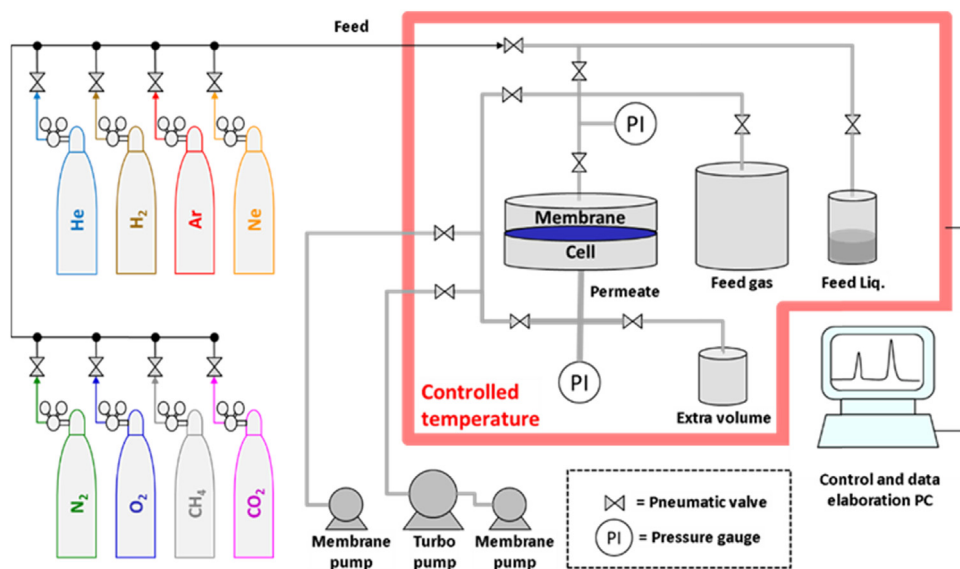 Feed
He
H2
Ar
Ne
PI
Membrane
Cell
Feed gas
Feed Liq.
Permeate
PI
Extra volume
Controlled
temperature
N2
O2
CH4
CO2
Membrane
pump
Turbo
pump
Membrane
pump
= Pneumatic valve
PI = Pressure gauge
Control and data
elaboration PC